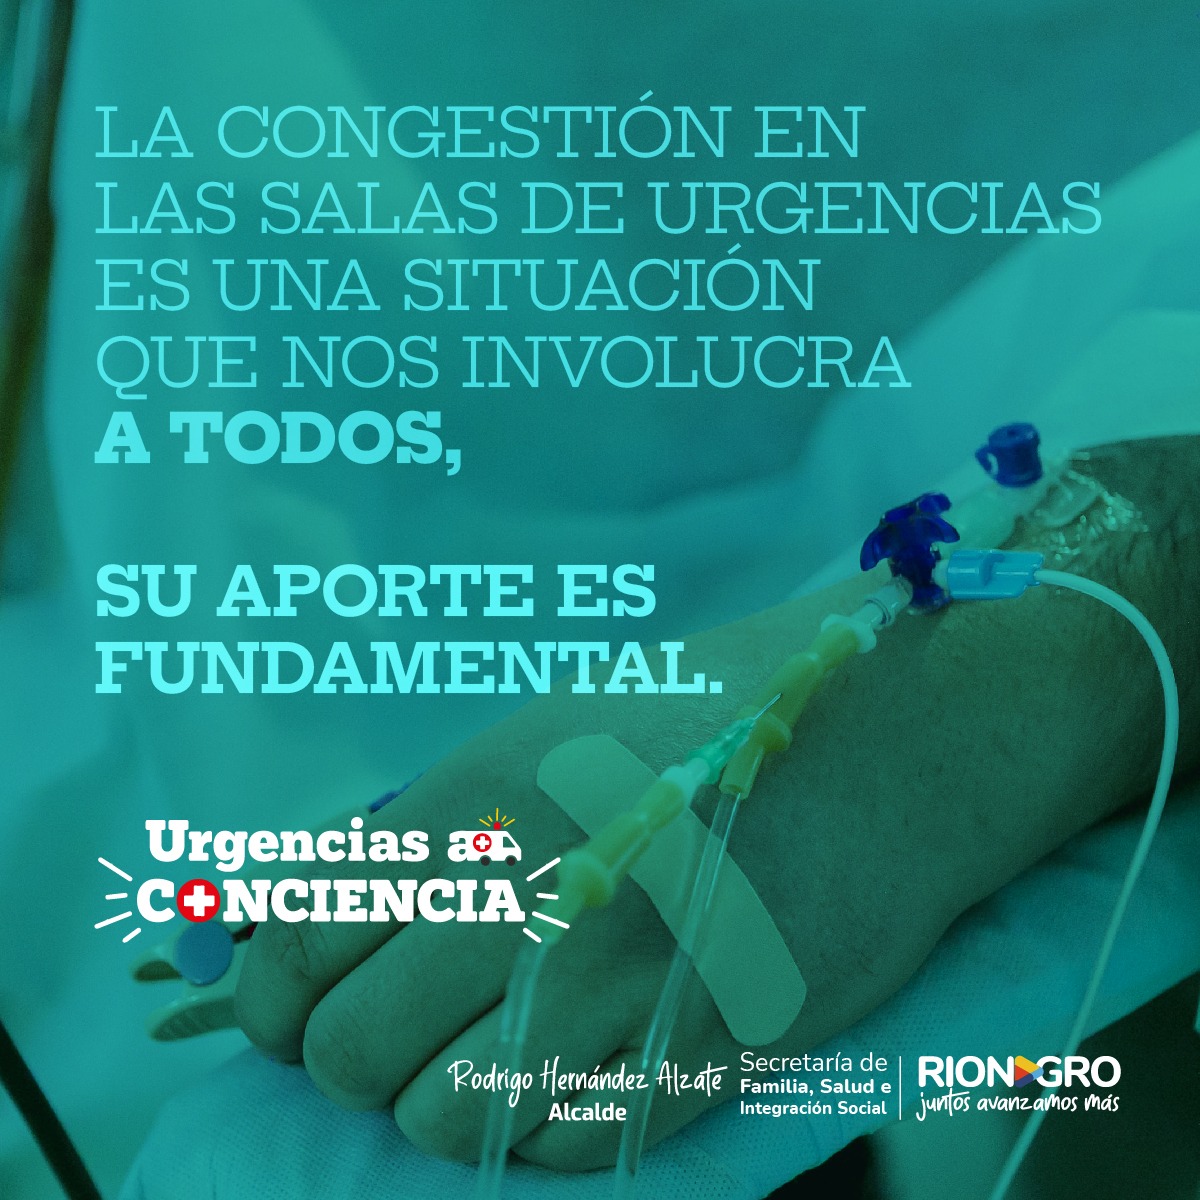 LA CONGESTIÓN EN
LAS SALAS DE URGENCIAS
ES UNA SITUACIÓN
QUE NOS INVOLUCRA
A TODOS,
SU APORTE ES
FUNDAMENTAL.
Urgencias a
CONCIENCIA
Rodrigo Hernández Alzate
Alcalde
Secretaría de
Familia, Salud e
Integración Social
RIONEGRO
juntos avanzamos más